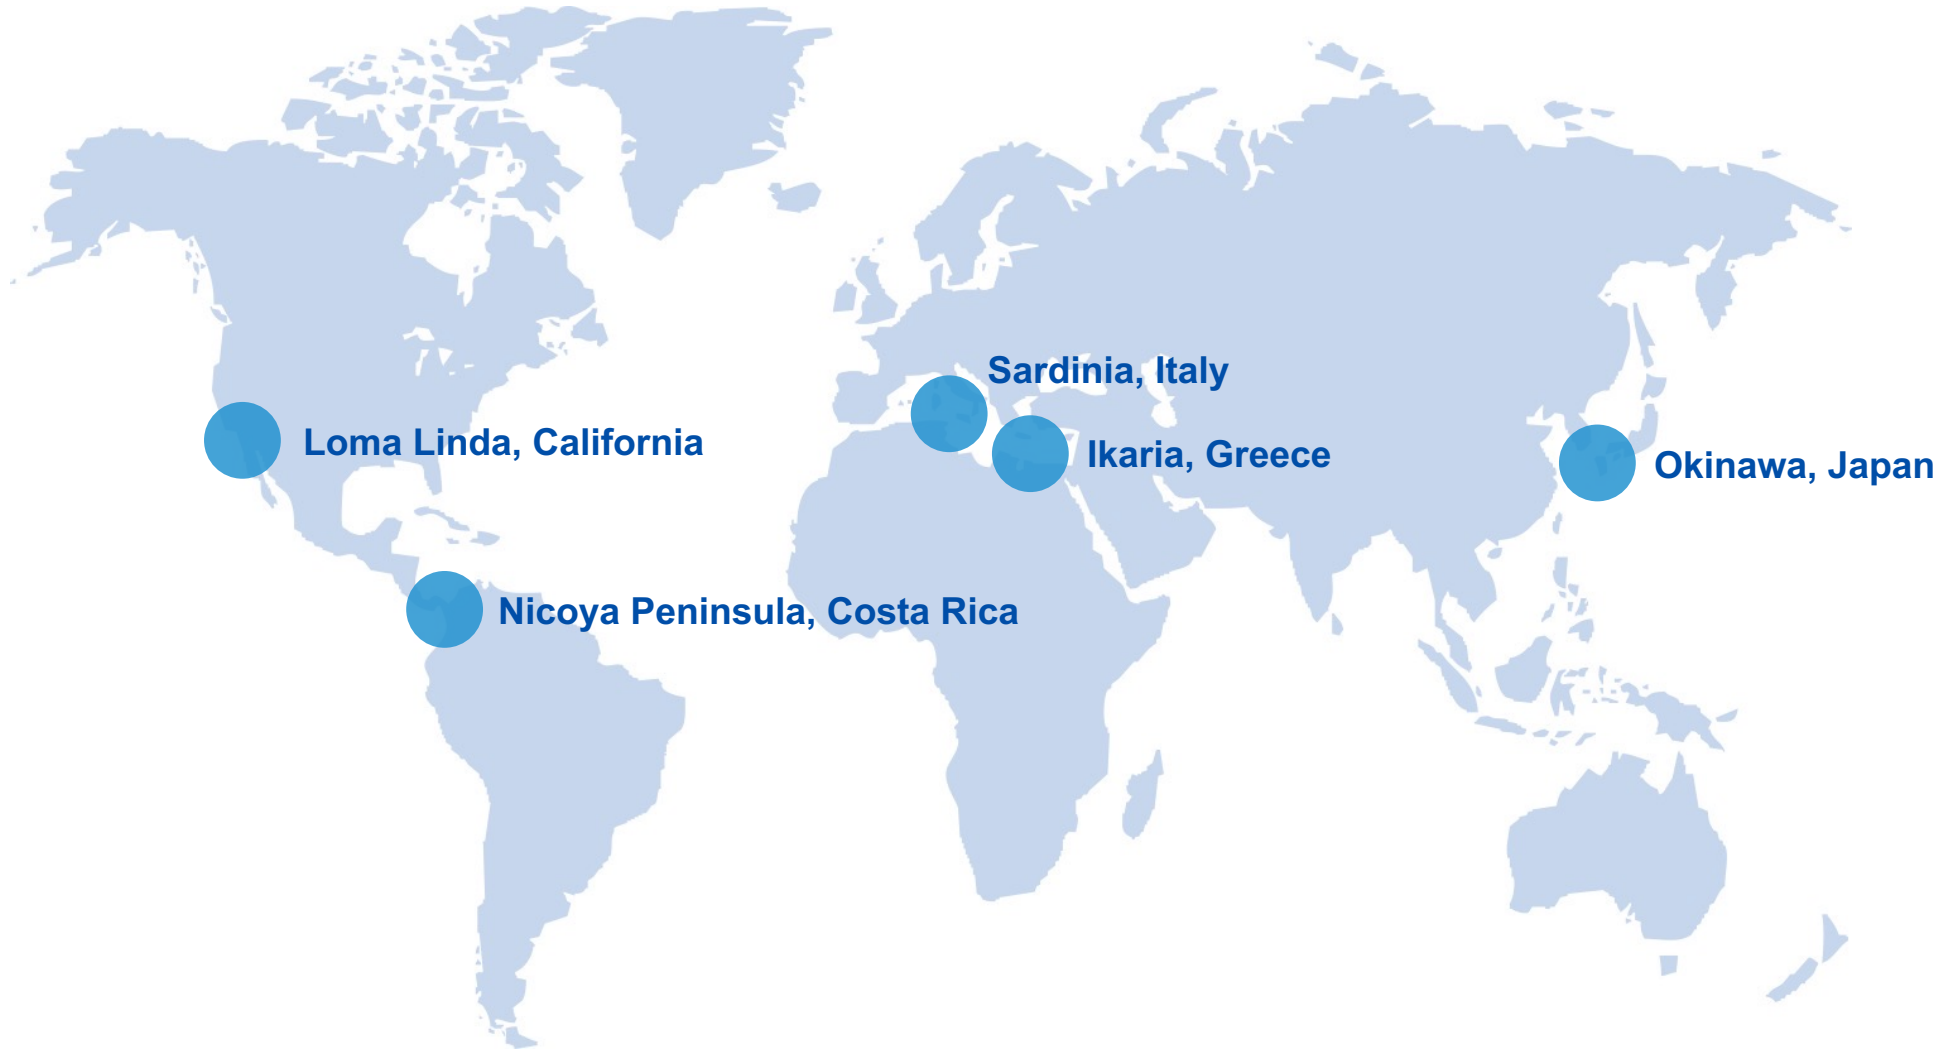 Sardinia, Italy
Loma Linda, California
Ikaria, Greece
Okinawa, Japan
Nicoya Peninsula, Costa Rica